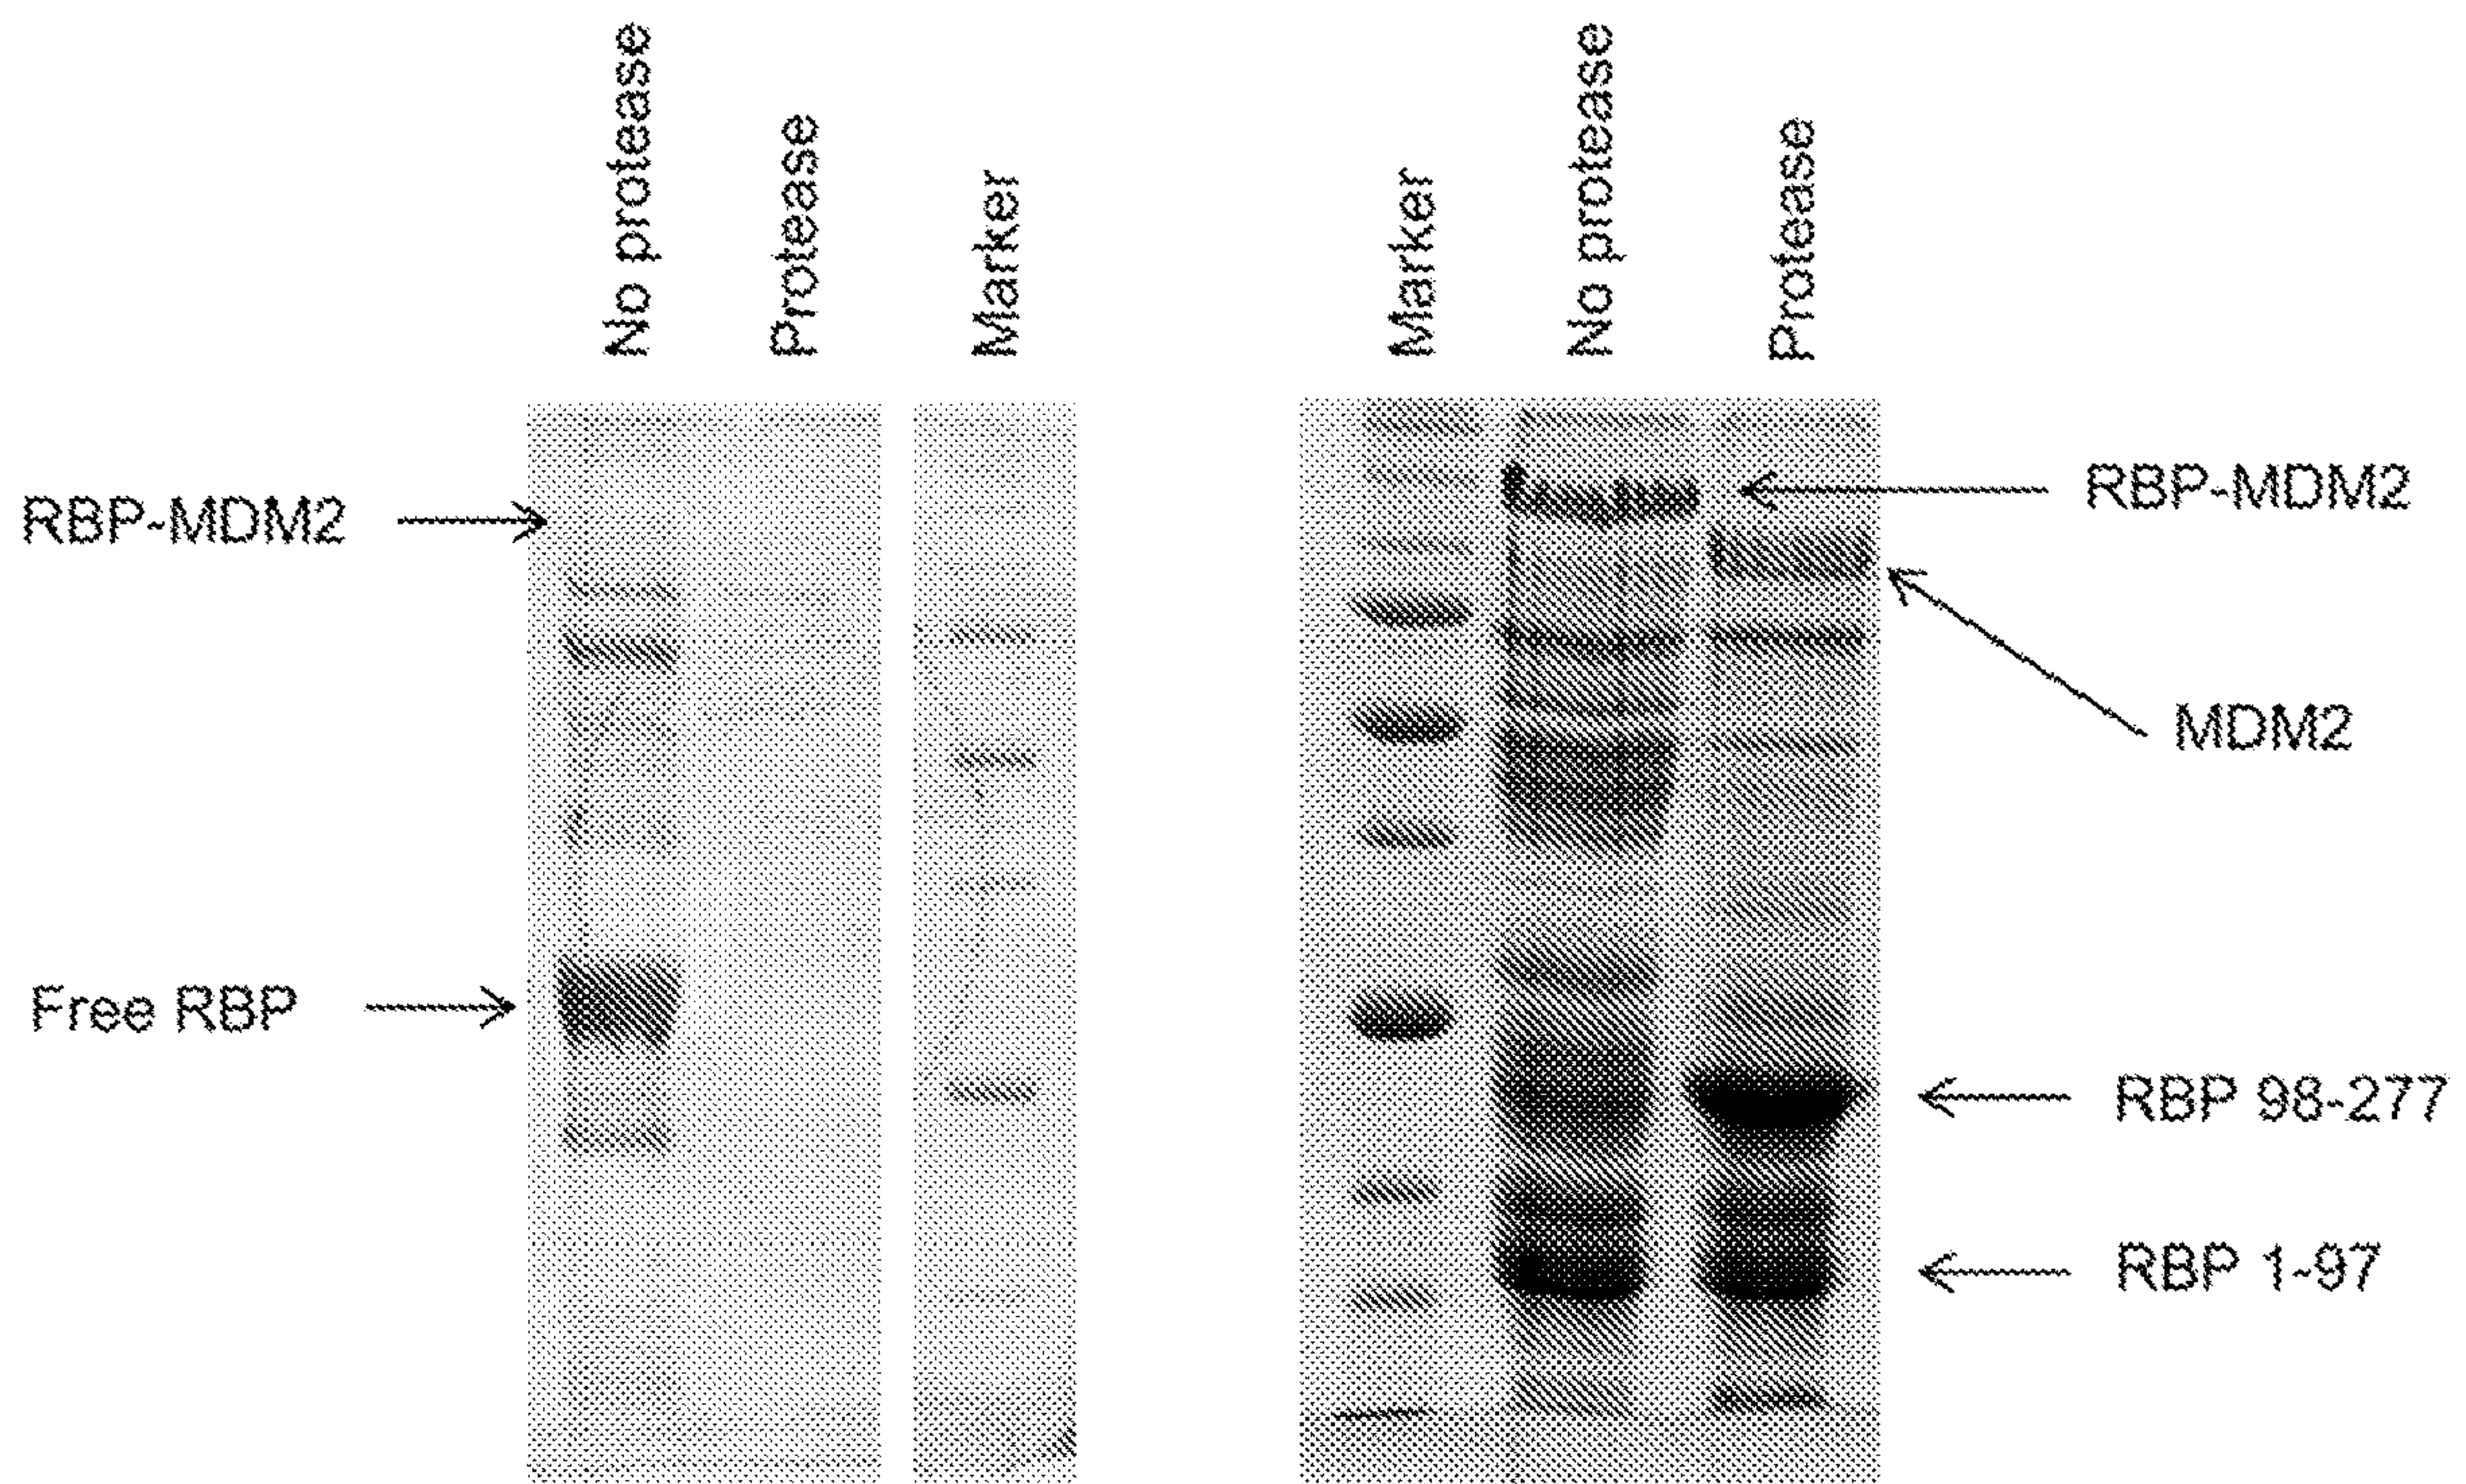 No protease
Protease
Marker
Marker
No protease
Protease
RBP-MDM2
Free RBP
RBP-MDM2
MDM2
RBP 98-277
RBP 1-97